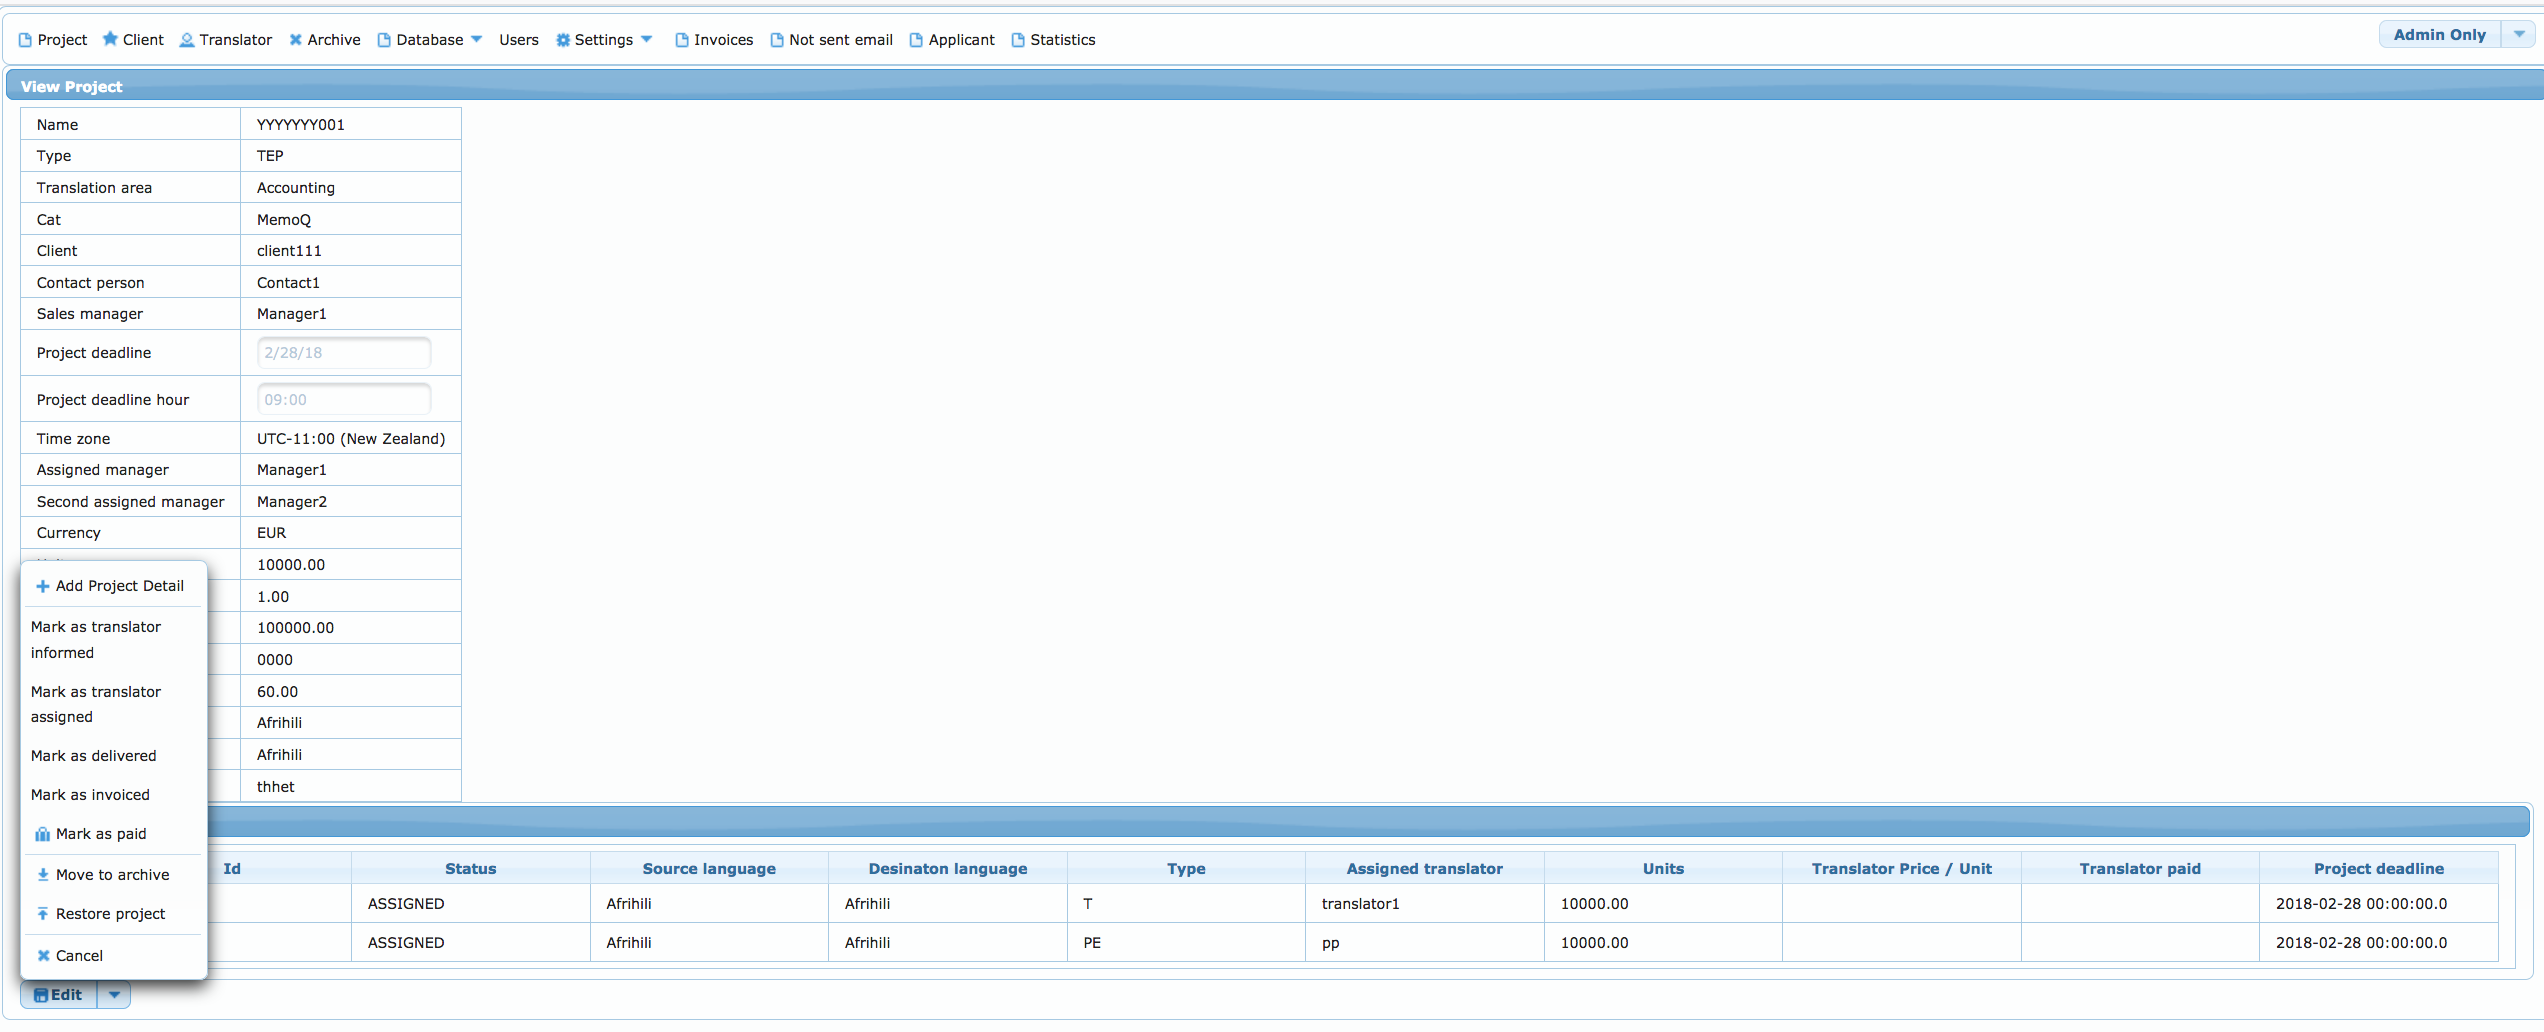 Project Client Translator Archive Database Users Settings Invoices Not sent email Applicant Statistics Admin Only
View Project
Name YYYYYYY001
Type TEP
Translation area Accounting
Cat MemoQ
Client client111
Contact person Contact1
Sales manager Manager1
Project deadline 2/28/18
Project deadline hour 09:00
Time zone UTC-11:00 (New Zealand)
Assigned manager Manager1
Second assigned manager Manager2
Currency EUR
10000.00
1.00
100000.00
0000
60.00
Afrihili
Afrihili
thhet
Add Project Detail
Mark as translator
informed
Mark as translator
assigned
Mark as delivered
Mark as invoiced
Mark as paid
Move to archive
Restore project
Cancel
Id Status Source language Desinaton language Type Assigned translator Units Translator Price / Unit Translator paid Project deadline
ASSIGNED Afrihili Afrihili T translator1 10000.00 2018-02-28 00:00:00.0
ASSIGNED Afrihili Afrihili PE pp 10000.00 2018-02-28 00:00:00.0
Edit